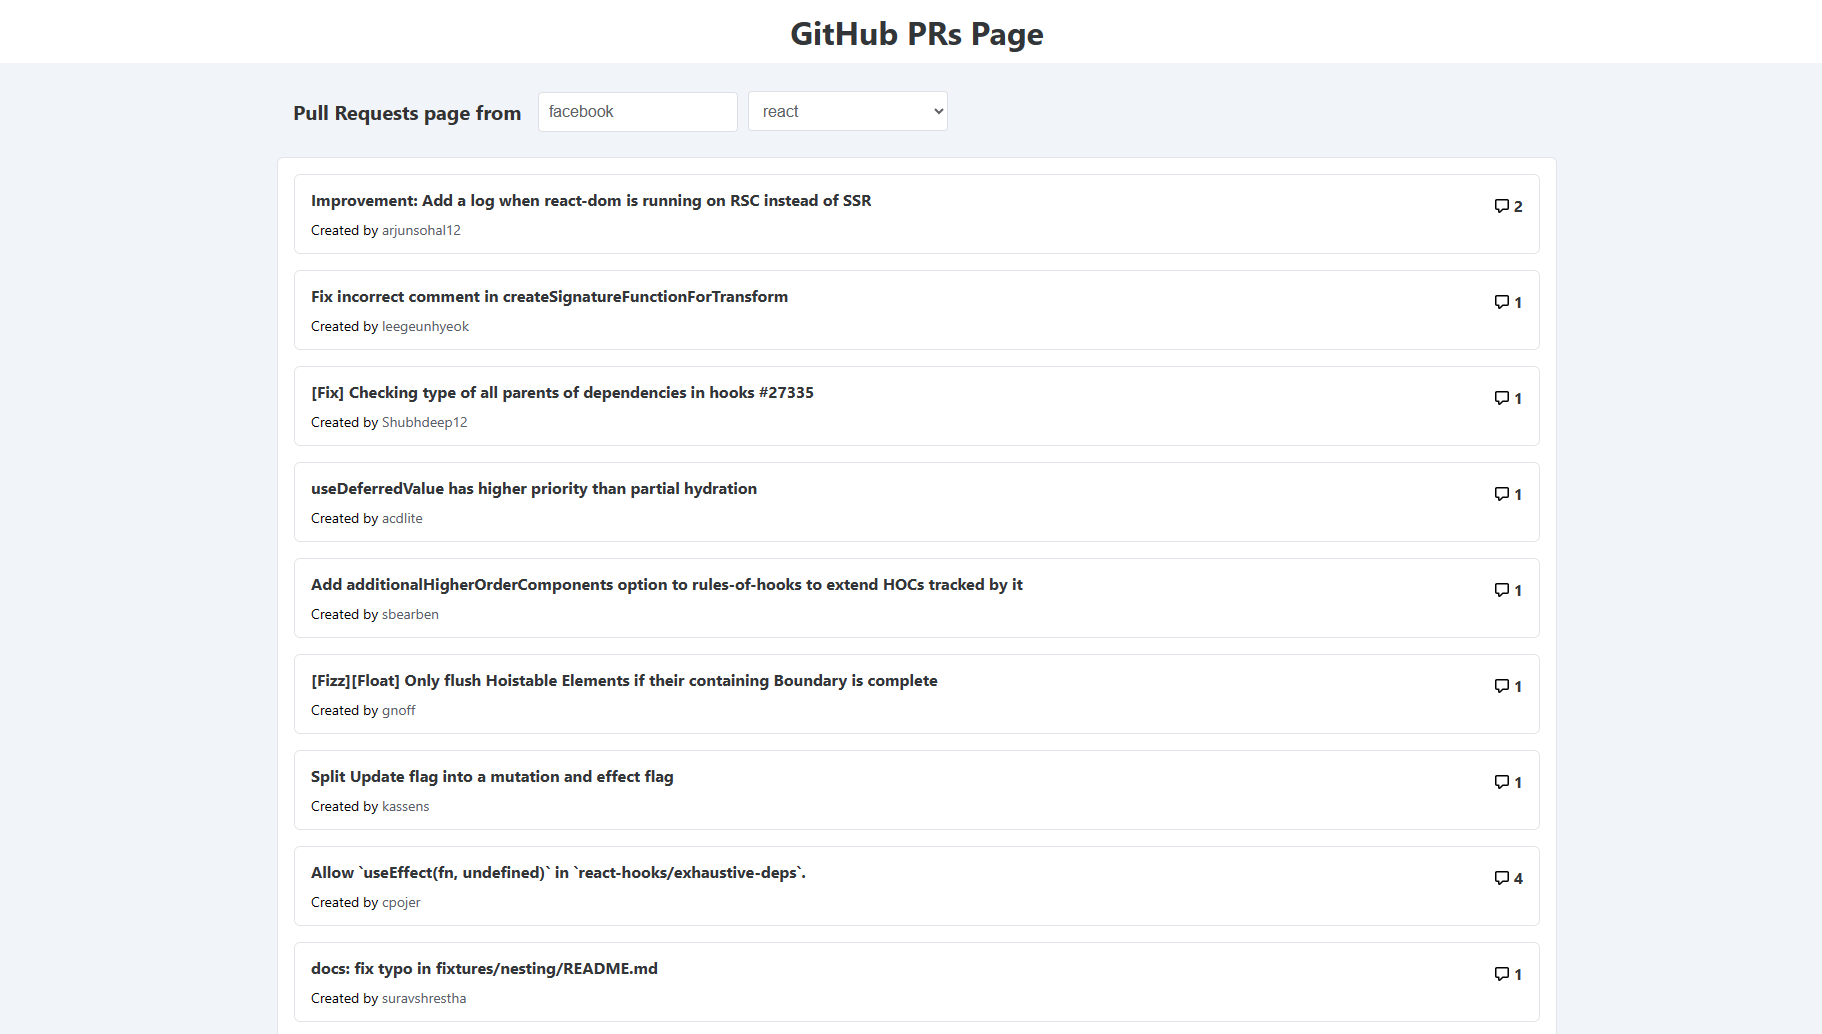 GitHub PRs Page
Pull Requests page from facebook react
Improvement: Add a log when react-dom is running on RSC instead of SSR
2
Created by arjunsohal12
Fix incorrect comment in createSignatureFunctionForTransform
1
Created by leegeunhyeok
[Fix] Checking type of all parents of dependencies in hooks #27335
1
Created by Shubhdeep12
useDeferredValue has higher priority than partial hydration
1
Created by acdlite
Add additionalHigherOrderComponents option to rules-of-hooks to extend HOCs tracked by it
1
Created by sbearben
[Fizz][Float] Only flush Hoistable Elements if their containing Boundary is complete
1
Created by gnoff
Split Update flag into a mutation and effect flag
1
Created by kassens
Allow `useEffect(fn, undefined)` in `react-hooks/exhaustive-deps`.
4
Created by cpojer
docs: fix typo in fixtures/nesting/README.md
1
Created by suravshrestha